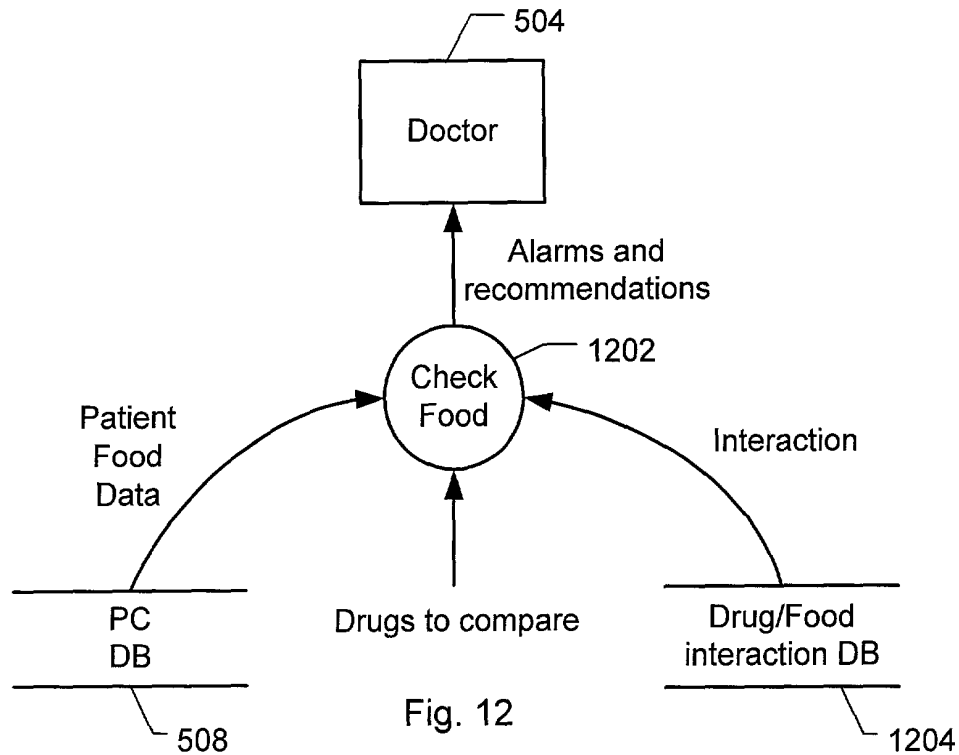 504
Doctor
Alarms and
recommendations
1202
Check
Food
Patient
Food
Data
Interaction
Drugs to compare
PC
DB
Drug/Food
interaction DB
Fig. 12
508
1204